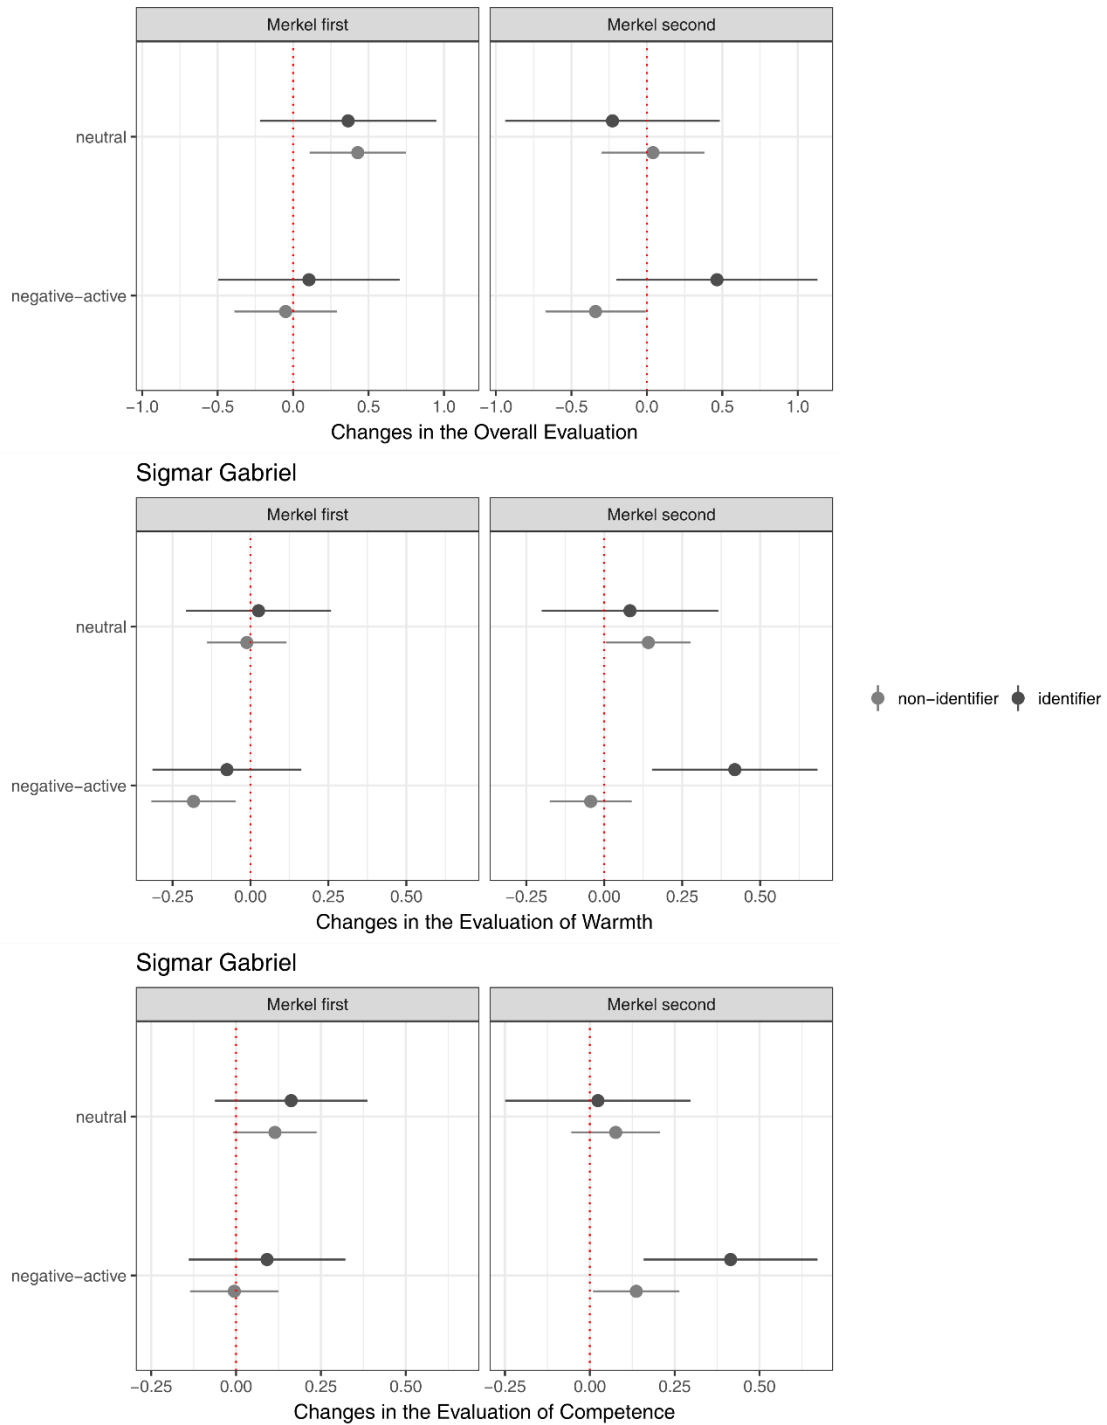 Merkel first Merkel second
neutral
negative−active
−1.0 −0.5 0.0 0.5 1.0 −1.0 −0.5 0.0 0.5 1.0
Changes in the Overall Evaluation
Sigmar Gabriel
Merkel first Merkel second
neutral
non−identifier identifier
negative−active
−0.25 0.00 0.25 0.50 −0.25 0.00 0.25 0.50
Changes in the Evaluation of Warmth
Sigmar Gabriel
Merkel first Merkel second
neutral
negative−active
−0.25 0.00 0.25 0.50 −0.25 0.00 0.25 0.50
Changes in the Evaluation of Competence